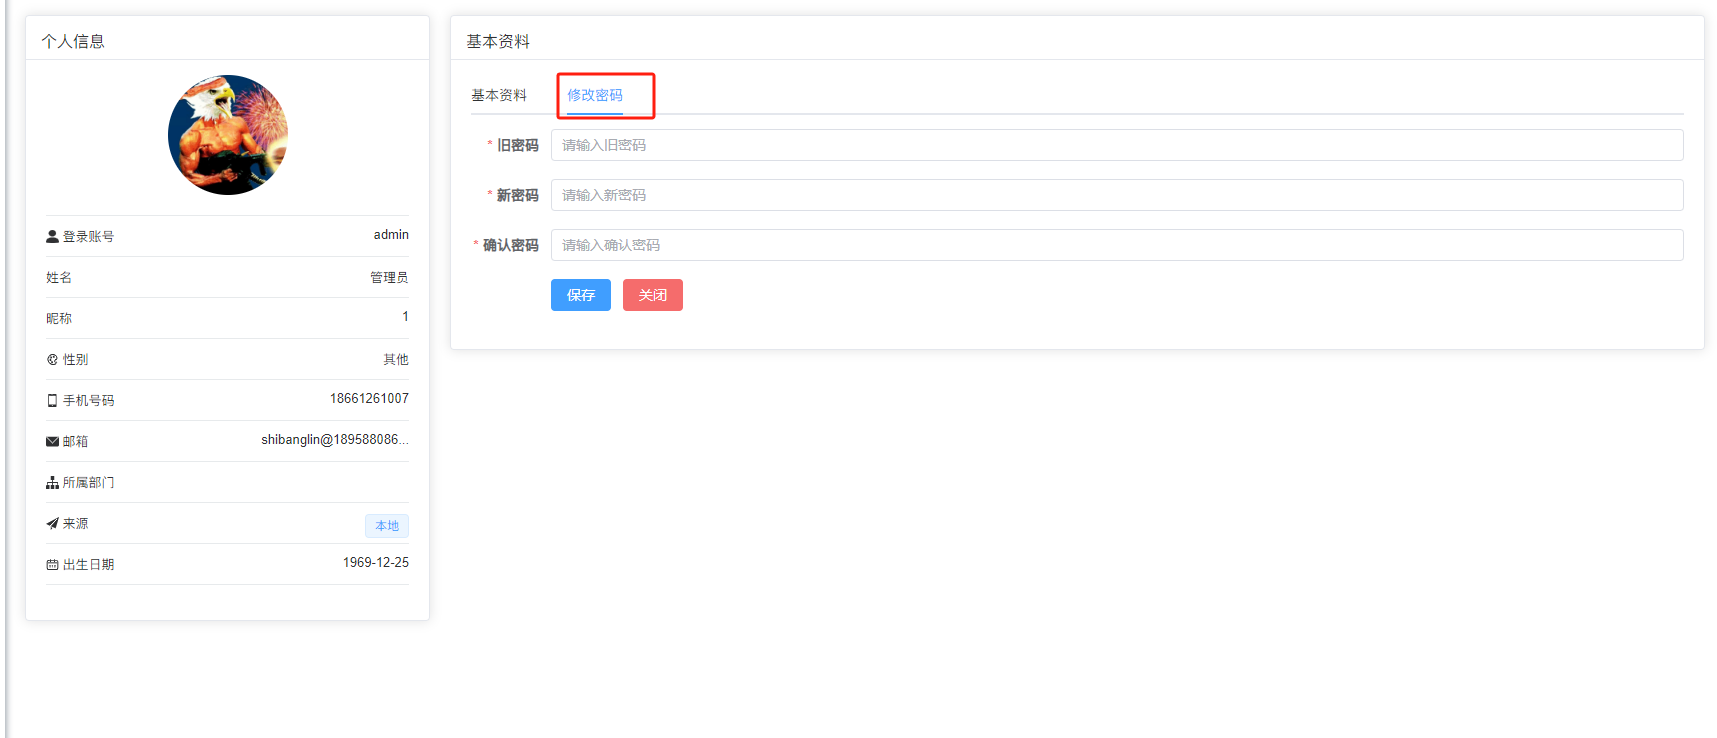 个人信息
登录账号 admin
姓名 管理员
昵称 1
性别 其他
手机号码 18661261007
邮箱 shibanglin@189588086...
所属部门
来源 本地
出生日期 1969-12-25
基本资料
基本资料 修改密码
* 旧密码 请输入旧密码
* 新密码 请输入新密码
* 确认密码 请输入确认密码
保存 关闭